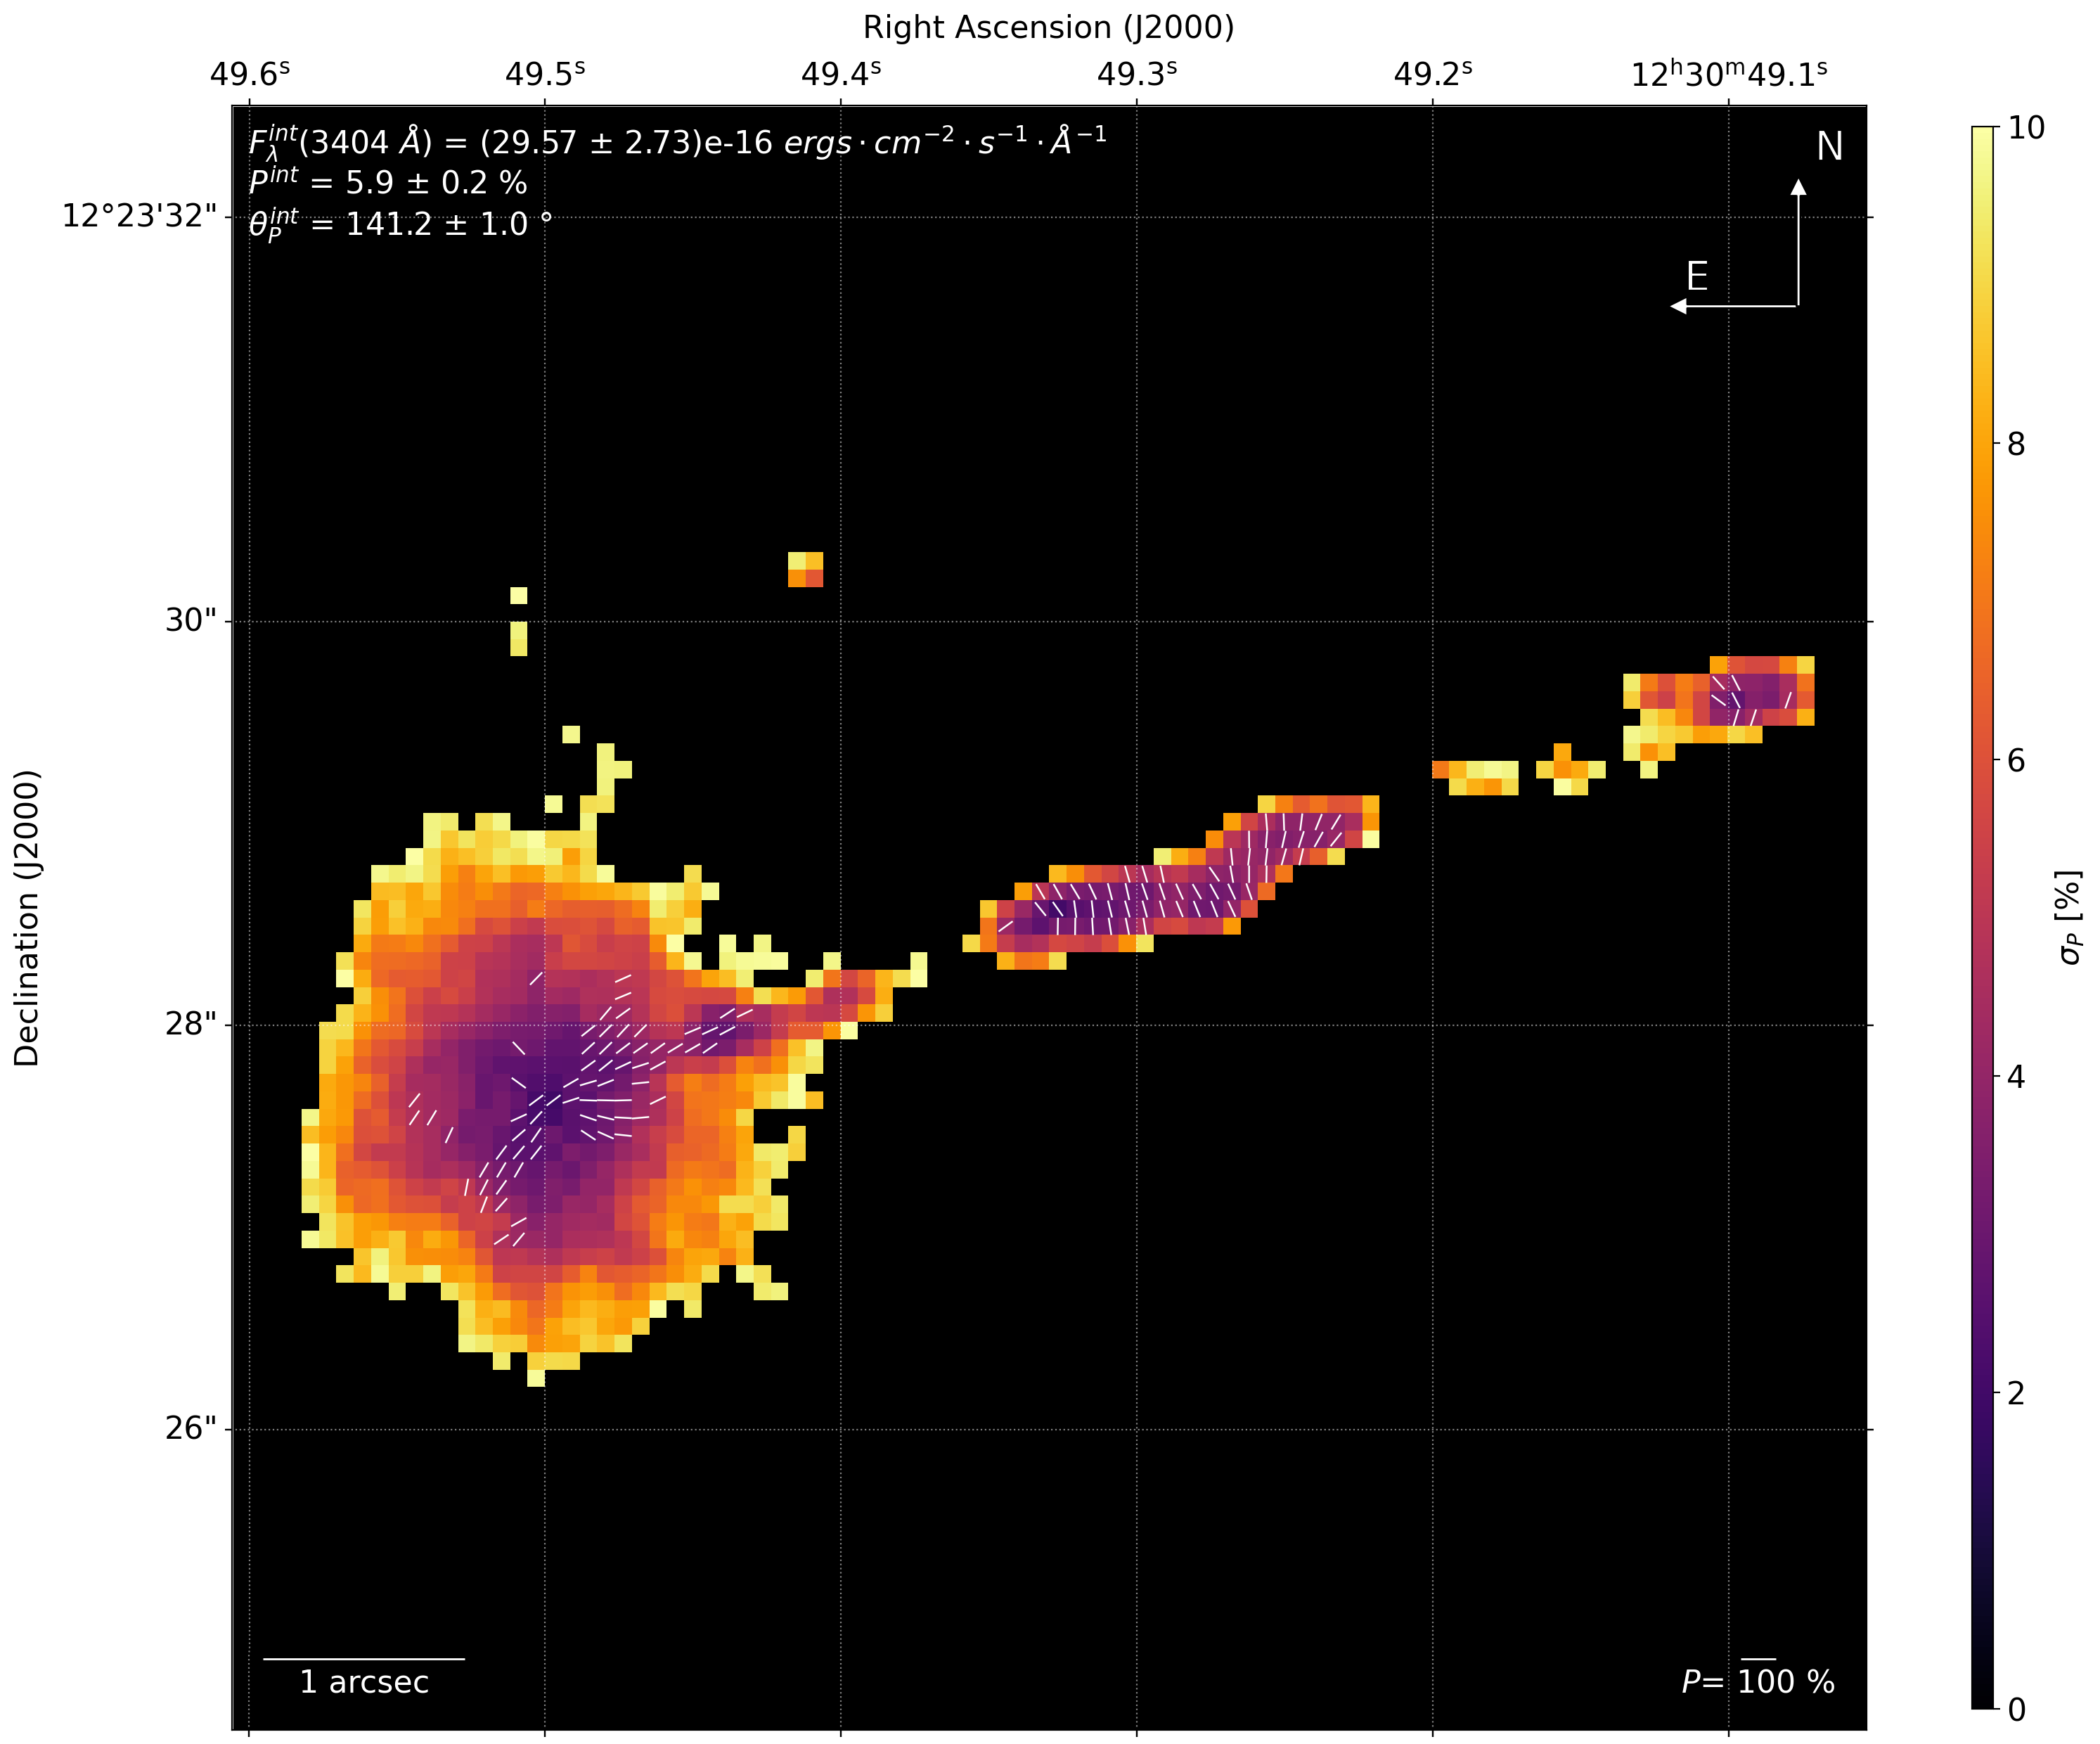 Right Ascension (J2000)
49.6ˢ 49.5ˢ 49.4ˢ 49.3ˢ 49.2ˢ 12ʰ30ᵐ49.1ˢ
F_λ^int(3404 Å) = (29.57 ± 2.73)e-16 ergs · cm⁻² · s⁻¹ · Å⁻¹
P^int = 5.9 ± 0.2 %
θ_P^int = 141.2 ± 1.0 °
N
E
12°23'32"
30"
28"
26"
Declination (J2000)
1 arcsec
P= 100 %
10
8
6
4
2
0
σ_P [%]